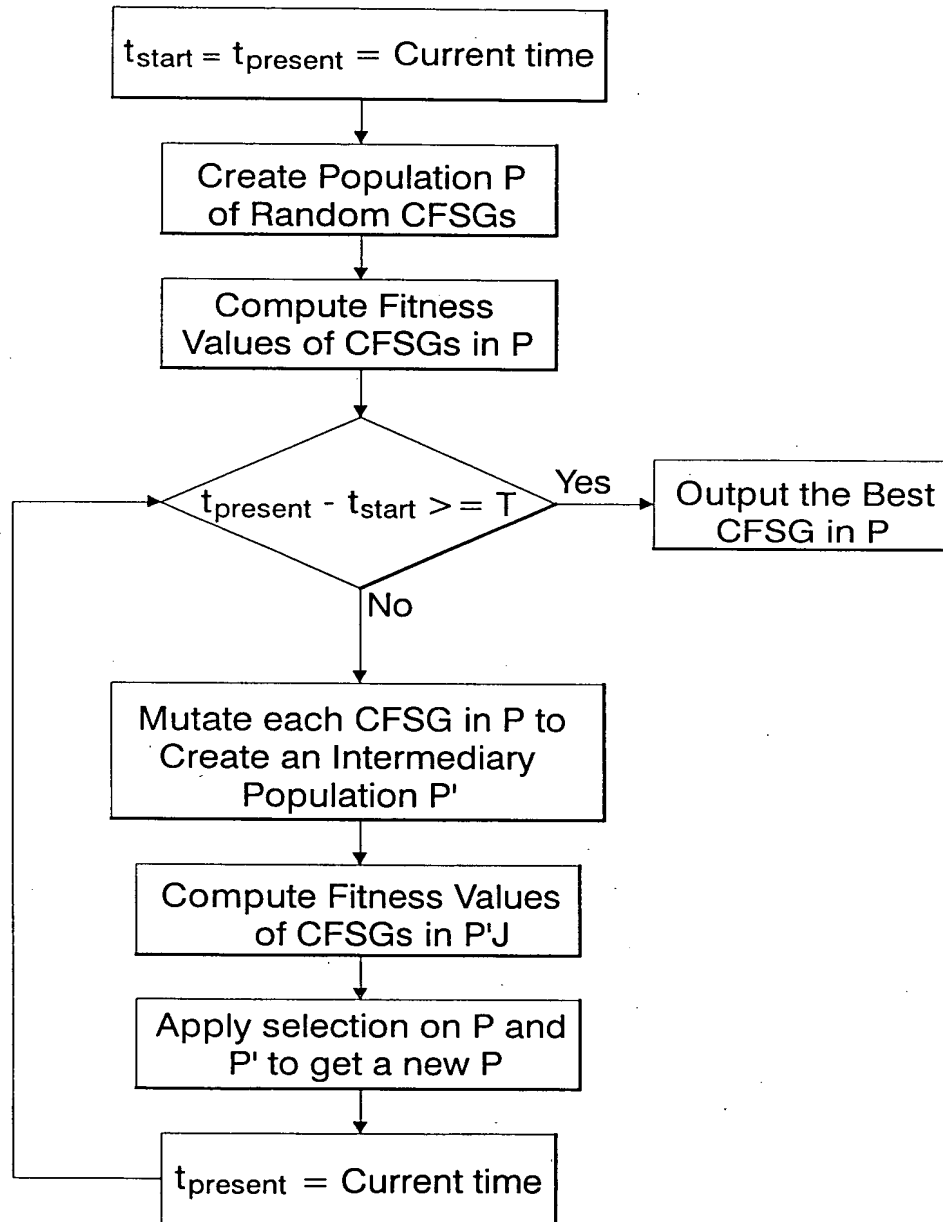 t_start = t_present = Current time
Create Population P
of Random CFSGs
Compute Fitness
Values of CFSGs in P
t_present - t_start >= T
Yes
Output the Best
CFSG in P
No
Mutate each CFSG in P to
Create an Intermediary
Population P'
Compute Fitness Values
of CFSGs in P'J
Apply selection on P and
P' to get a new P
t_present = Current time